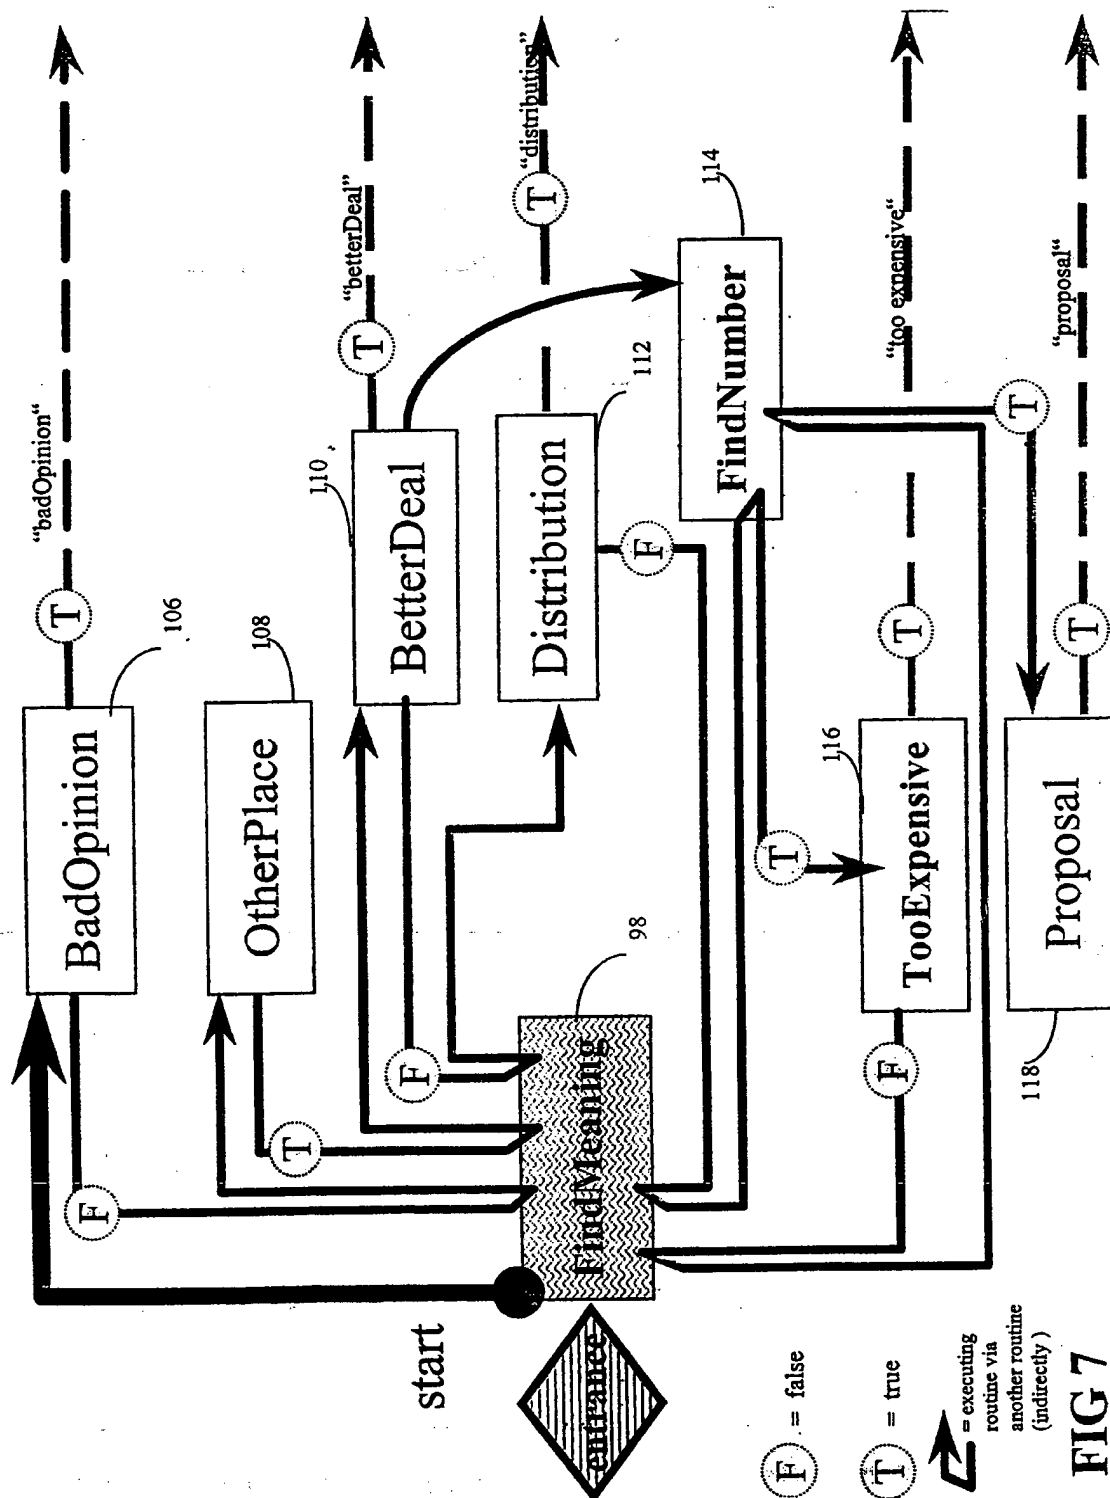 "badOpinion"
T
BadOpinion
106
F
OtherPlace
108
T
"betterDeal"
T
110
BetterDeal
F
"distribution"
T
Distribution
112
F
114
FindNumber
start
entrance
FindMeaning
98
T
"too expensive"
T
116
TooExpensive
F
T
"proposal"
T
Proposal
118
F = false
T = true
= executing
routine via
another routine
(indirectly )
FIG 7